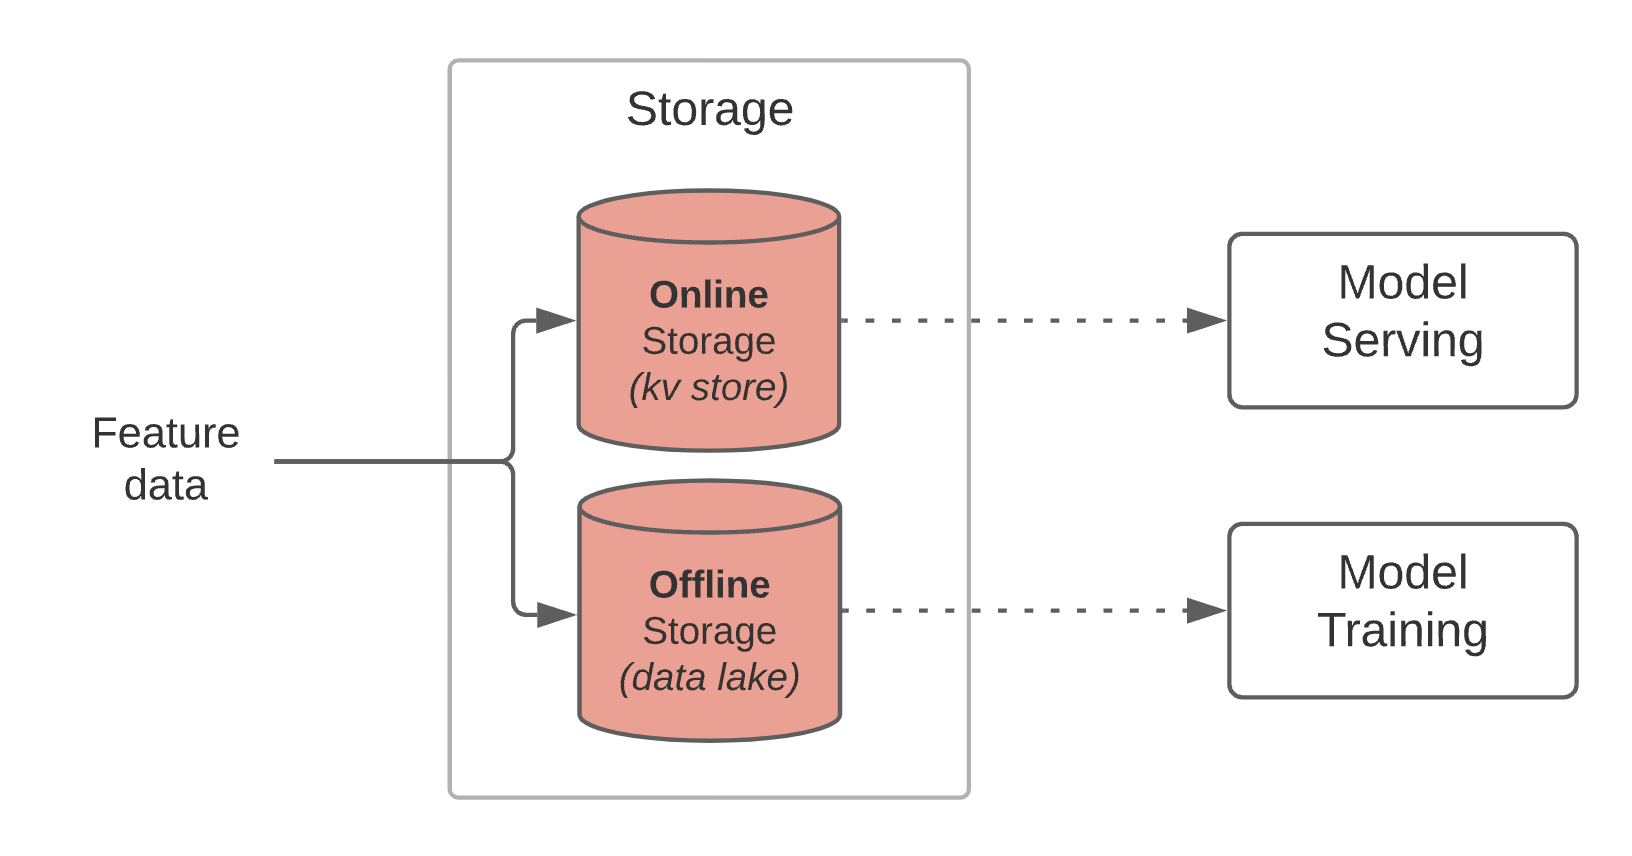 Storage
Online
Storage
(kv store)
Feature
data
Offline
Storage
(data lake)
Model
Serving
Model
Training